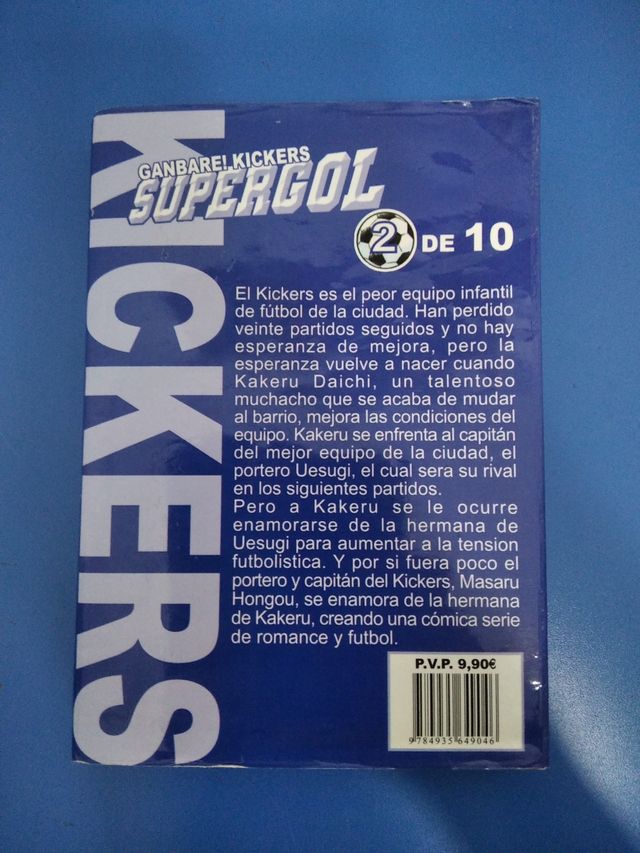 KICKERS
GANBARE! KICKERS
SUPERGOL
2 DE 10
El Kickers es el peor equipo infantil
de fútbol de la ciudad. Han perdido
veinte partidos seguidos y no hay
esperanza de mejora, pero la
esperanza vuelve a nacer cuando
Kakeru Daichi, un talentoso
muchacho que se acaba de mudar
al barrio, mejora las condiciones del
equipo. Kakeru se enfrenta al capitán
del mejor equipo de la ciudad, el
portero Uesugi, el cual sera su rival
en los siguientes partidos.
Pero a Kakeru se le ocurre
enamorarse de la hermana de
Uesugi para aumentar a la tension
futbolistica. Y por si fuera poco el
portero y capitán del Kickers, Masaru
Hongou, se enamora de la hermana
de Kakeru, creando una cómica serie
de romance y futbol.
P.V.P. 9,90€
9 784935 649046